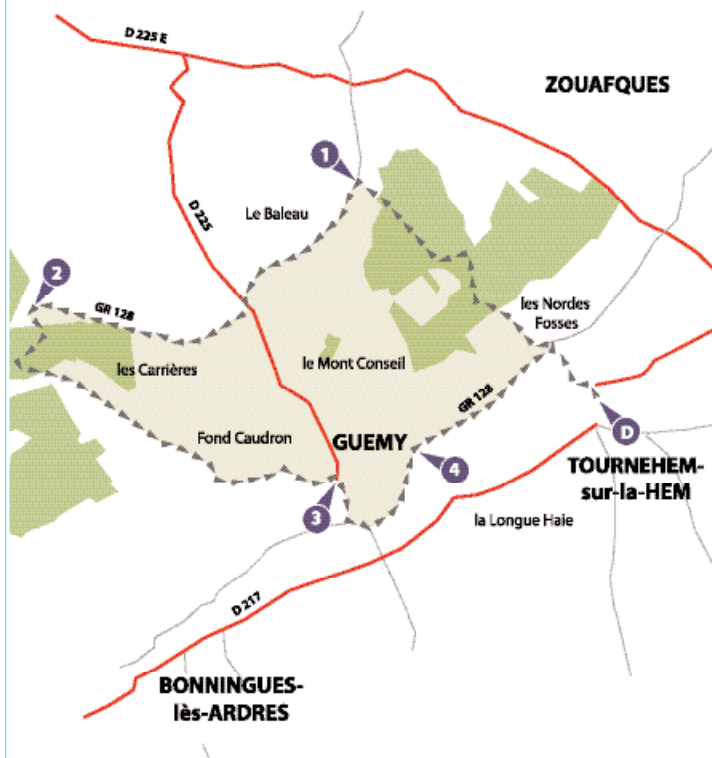 D 225 E
ZOUAFQUES
1
Le Baleau
D 225
2
GR 128
les Nordes
Fosses
les Carrières
le Mont Conseil
GR 128
Fond Caudron
GUEMY
D
4
TOURNEHEM-
sur-la-HEM
3
la Longue Haie
D 217
BONNINGUES-
lès-ARDRES